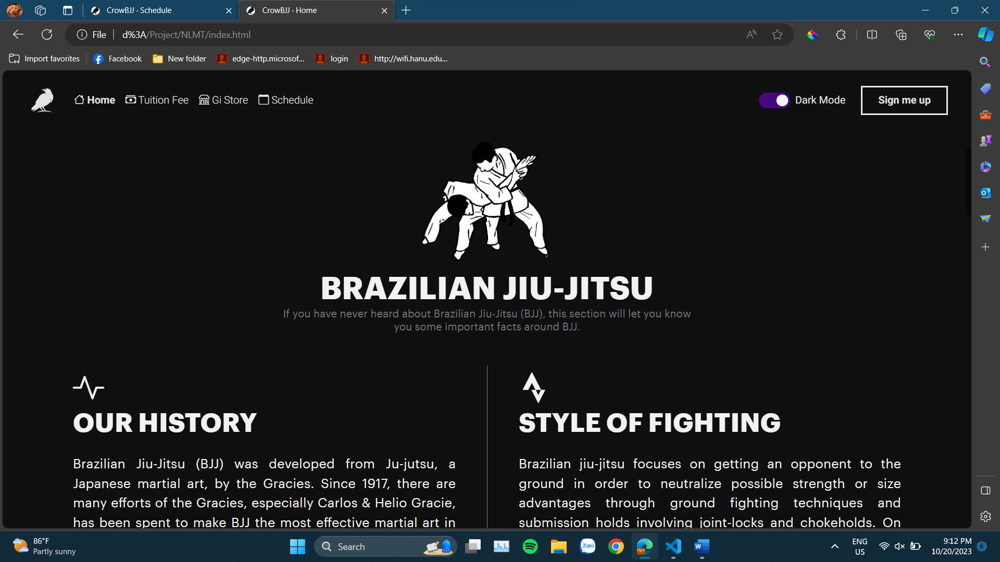 CrowBJJ · Schedule
CrowBJJ · Home
File
d%3A/Project/NLMT/index.html
Import favorites
Facebook
New folder
edge-http.microsof...
login
http://wifi.hanu.edu...
Home
Tuition Fee
Gi Store
Schedule
Dark Mode
Sign me up
BRAZILIAN JIU-JITSU
If you have never heard about Brazilian Jiu-Jitsu (BJJ), this section will let you know
you some important facts around BJJ.
OUR HISTORY
Brazilian Jiu-Jitsu (BJJ) was developed from Ju-jutsu, a
Japanese martial art, by the Gracies. Since 1917, there are
many efforts of the Gracies, especially Carlos & Helio Gracie,
has been spent to make BJJ the most effective martial art in
STYLE OF FIGHTING
Brazilian jiu-jitsu focuses on getting an opponent to the
ground in order to neutralize possible strength or size
advantages through ground fighting techniques and
submission holds involving joint-locks and chokeholds. On
86°F
Partly sunny
Search
Zalo
ENG
US
9:12 PM
10/20/2023
6